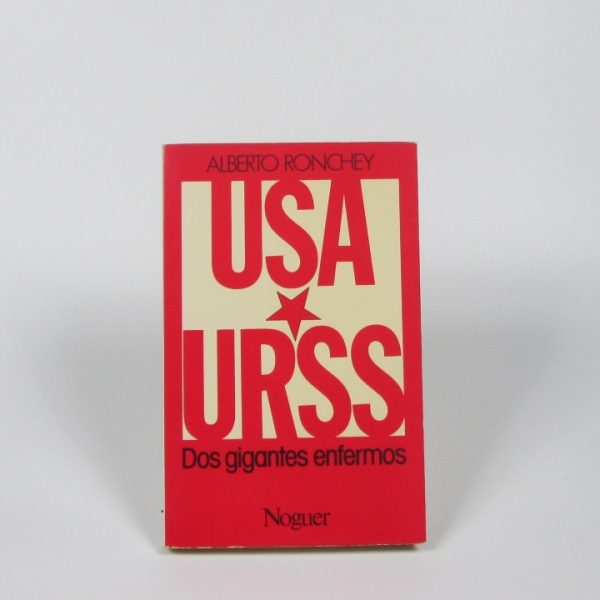 ALBERTO RONCHEY
USA
URSS
Dos gigantes enfermos
Noguer